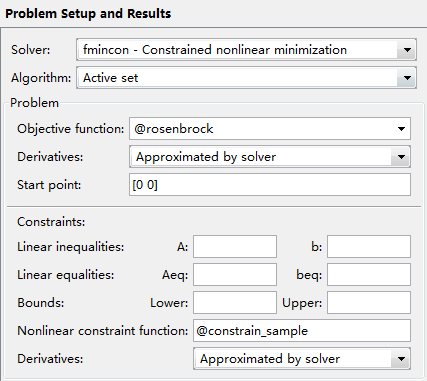 Problem Setup and Results
Solver: fmincon - Constrained nonlinear minimization
Algorithm: Active set
Problem
Objective function: @rosenbrock
Derivatives: Approximated by solver
Start point: [0 0]
Constraints:
Linear inequalities: A: b:
Linear equalities: Aeq: beq:
Bounds: Lower: Upper:
Nonlinear constraint function: @constrain_sample
Derivatives: Approximated by solver